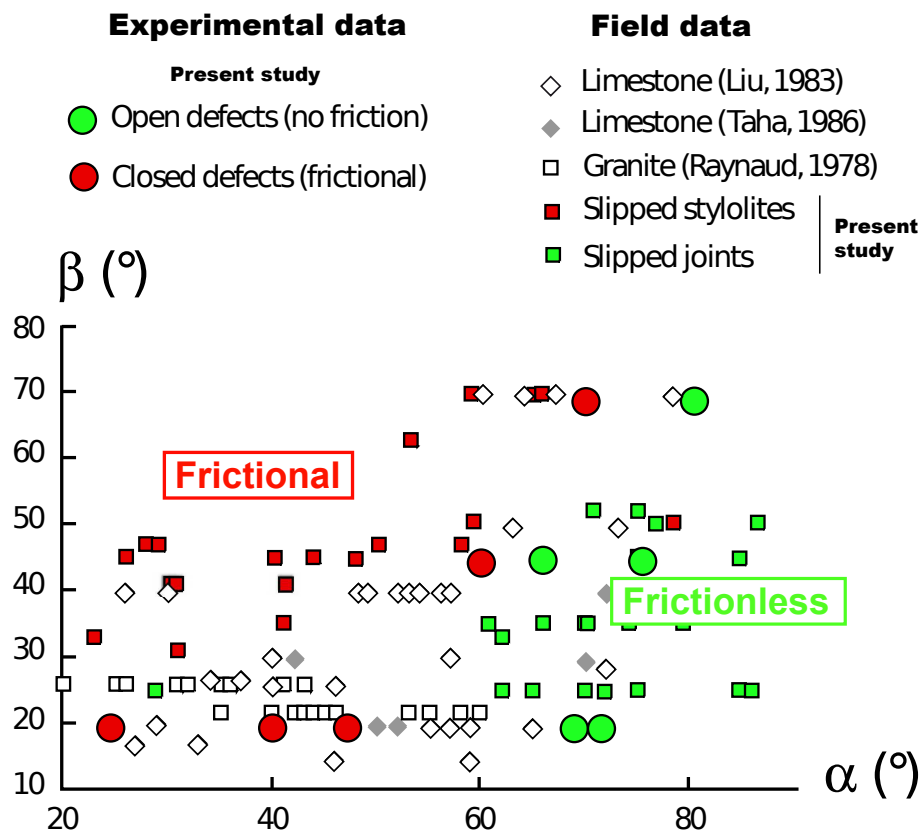 Experimental data
Present study
Open defects (no friction)
Closed defects (frictional)
Field data
Limestone (Liu, 1983)
Limestone (Taha, 1986)
Granite (Raynaud, 1978)
Slipped stylolites
Slipped joints
Present
study
β (°)
80
70
60
50
40
30
20
10
Frictional
Frictionless
20
40
60
80
α (°)